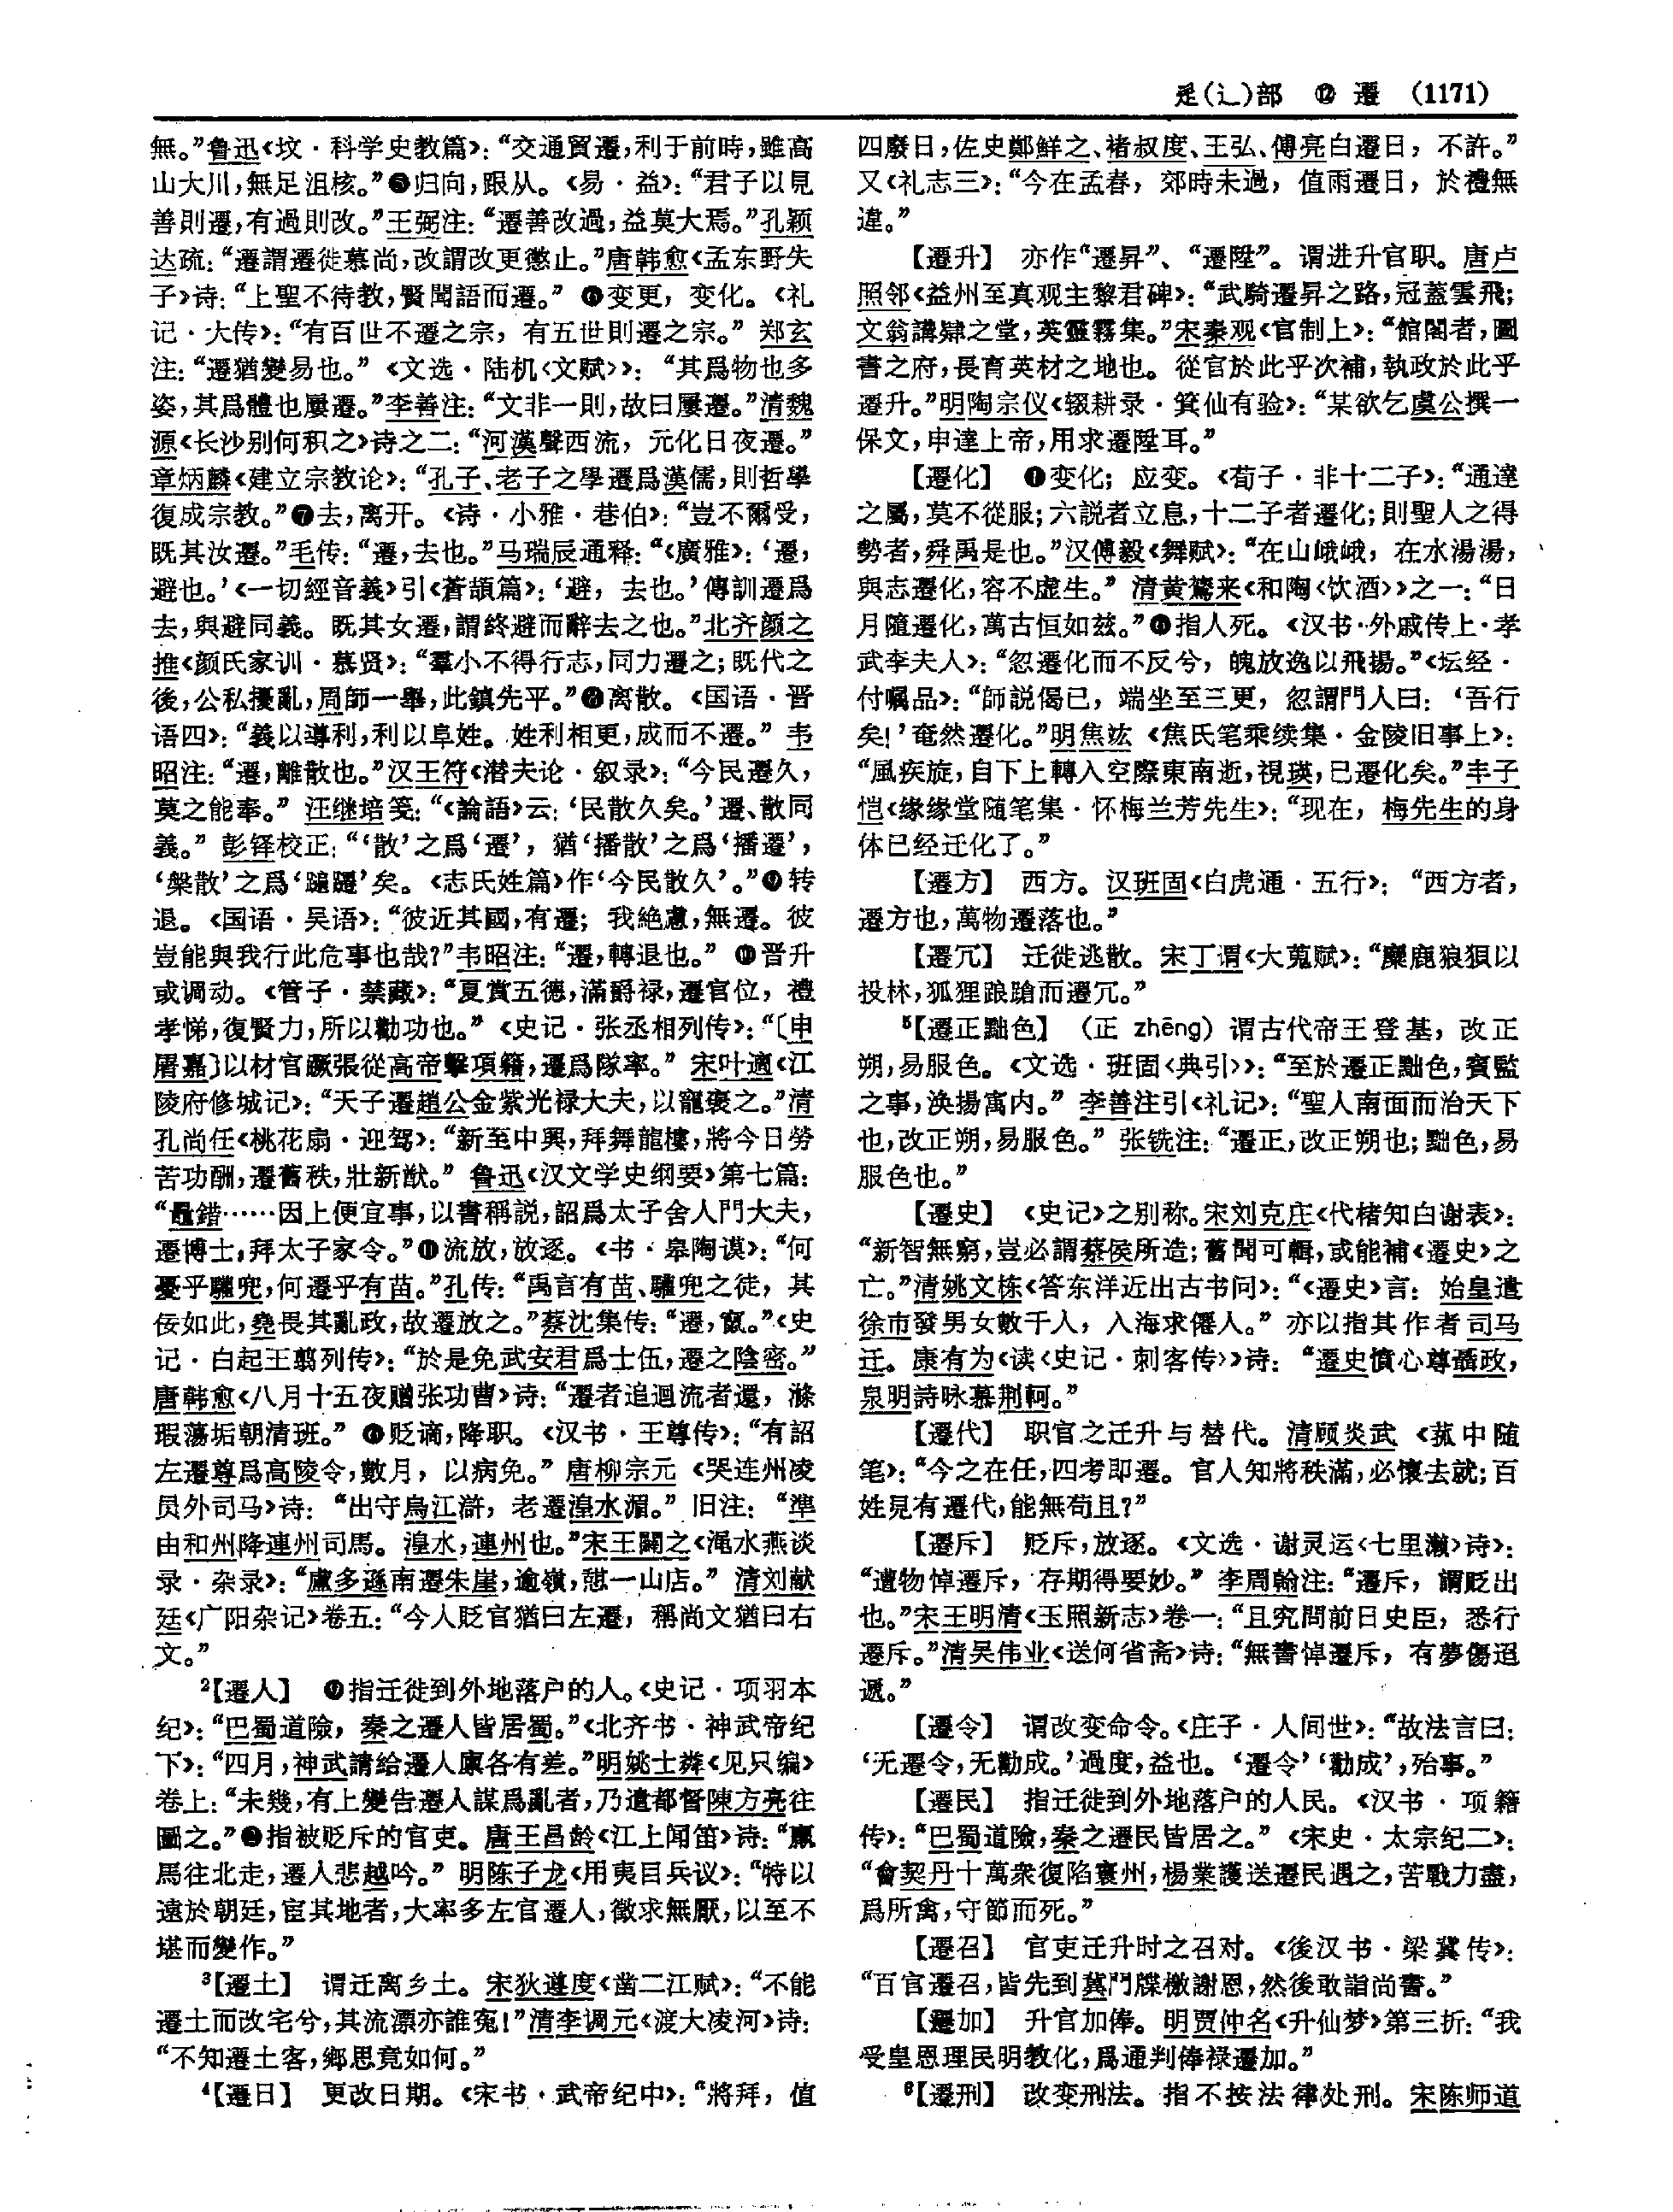 辵(辶)部　⑫　遷　(1171)
無。”鲁迅《坟·科学史教篇》：“交通貿遷，利于前時，雖高
山大川，無足沮核。”❺归向，跟从。《易·益》：“君子以見
善則遷，有過則改。”王弼注：“遷善改過，益莫大焉。”孔颖
达疏：“遷謂遷徙慕尚，改謂改更懲止。”唐韩愈《孟东野失
子》诗：“上聖不待教，賢聞語而遷。”❻变更，变化。《礼
记·大传》：“有百世不遷之宗，有五世則遷之宗。”郑玄
注：“遷猶變易也。”《文选·陆机〈文赋〉》：“其爲物也多
姿，其爲體也屢遷。”李善注：“文非一則，故曰屢遷。”清魏
源《长沙别何积之》诗之二：“河漢聲西流，元化日夜遷。”
章炳麟《建立宗教论》：“孔子、老子之學遷爲漢儒，則哲學
復成宗教。”❼去，离开。《诗·小雅·巷伯》：“豈不爾受，
既其汝遷。”毛传：“遷，去也。”马瑞辰通释：“《廣雅》：‘遷，
避也。’《一切經音義》引《蒼頡篇》：‘避，去也。’傳訓遷爲
去，與避同義。既其女遷，謂終避而辭去之也。”北齐颜之
推《颜氏家训·慕贤》：“羣小不得行志，同力遷之；既代之
後，公私擾亂，周師一舉，此鎮先平。”❽离散。《国语·晋
语四》：“義以導利，利以阜姓。姓利相更，成而不遷。”韦
昭注：“遷，離散也。”汉王符《潜夫论·叙录》：“今民遷久，
莫之能奉。”汪继培笺：“《論語》云：‘民散久矣。’遷、散同
義。”彭铎校正：“‘散’之爲‘遷’，猶‘播散’之爲‘播遷’，
‘槃散’之爲‘蹣躚’矣。《志氏姓篇》作‘今民散久’。”❾转
退。《国语·吴语》：“彼近其國，有遷；我絶慮，無遷。彼
豈能與我行此危事也哉？”韦昭注：“遷，轉退也。”❿晋升
或调动。《管子·禁藏》：“夏賞五德，滿爵禄，遷官位，禮
孝悌，復賢力，所以勸功也。”《史记·张丞相列传》：“〔申
屠嘉〕以材官蹶張從高帝擊項籍，遷爲隊率。”宋叶適《江
陵府修城记》：“天子遷趙公金紫光禄大夫，以寵褒之。”清
孔尚任《桃花扇·迎驾》：“新至中興，拜舞龍樓，將今日勞
苦功酬，遷舊秩，壯新猷。”鲁迅《汉文学史纲要》第七篇：
“鼂錯……因上便宜事，以書稱説，詔爲太子舍人門大夫，
遷博士，拜太子家令。”⓫流放，放逐。《书·皋陶谟》：“何
憂乎驩兜，何遷乎有苗。”孔传：“禹言有苗、驩兜之徒，其
佞如此，堯畏其亂政，故遷放之。”蔡沈集传：“遷，竄。”《史
记·白起王翦列传》：“於是免武安君爲士伍，遷之陰密。”
唐韩愈《八月十五夜赠张功曹》诗：“遷者追迴流者還，滌
瑕蕩垢朝清班。”⓬贬谪，降职。《汉书·王尊传》：“有詔
左遷尊爲高陵令，數月，以病免。”唐柳宗元《哭连州凌
员外司马》诗：“出守烏江滸，老遷湟水湄。”旧注：“準
由和州降連州司馬。湟水，連州也。”宋王闢之《渑水燕谈
录·杂录》：“盧多遜南遷朱崖，逾嶺，憩一山店。”清刘献
廷《广阳杂记》卷五：“今人貶官猶曰左遷，稱尚文猶曰右
文。”
²【遷人】　❶指迁徙到外地落户的人。《史记·项羽本
纪》：“巴蜀道險，秦之遷人皆居蜀。”《北齐书·神武帝纪
下》：“四月，神武請給遷人廩各有差。”明姚士粦《见只编》
卷上：“未幾，有上變告遷人謀爲亂者，乃遣都督陳方亮往
圖之。”❷指被贬斥的官吏。唐王昌龄《江上闻笛》诗：“羸
馬往北走，遷人悲越吟。”明陈子龙《用夷目兵议》：“特以
遠於朝廷，宦其地者，大率多左官遷人，徵求無厭，以至不
堪而變作。”
³【遷土】　谓迁离乡土。宋狄遵度《凿二江赋》：“不能
遷土而改宅兮，其流漂亦誰冤！”清李调元《渡大凌河》诗：
“不知遷土客，鄉思竟如何。”
⁴【遷日】　更改日期。《宋书·武帝纪中》：“將拜，值
四廢日，佐史鄭鮮之、褚叔度、王弘、傅亮白遷日，不許。”
又《礼志三》：“今在孟春，郊時未過，值雨遷日，於禮無
違。”
【遷升】　亦作“遷昇”、“遷陞”。谓进升官职。唐卢
照邻《益州至真观主黎君碑》：“武騎遷昇之路，冠蓋雲飛；
文翁講肄之堂，英靈霧集。”宋秦观《官制上》：“館閣者，圖
書之府，長育英材之地也。從官於此乎次補，執政於此乎
遷升。”明陶宗仪《辍耕录·箕仙有验》：“某欲乞虞公撰一
保文，申達上帝，用求遷陞耳。”
【遷化】　❶变化；应变。《荀子·非十二子》：“通達
之屬，莫不從服；六説者立息，十二子者遷化；則聖人之得
勢者，舜禹是也。”汉傅毅《舞赋》：“在山峨峨，在水湯湯，
與志遷化，容不虚生。”清黄鷟来《和陶〈饮酒〉》之一：“日
月隨遷化，萬古恒如兹。”❷指人死。《汉书·外戚传上·孝
武李夫人》：“忽遷化而不反兮，魄放逸以飛揚。”《坛经·
付嘱品》：“師説偈已，端坐至三更，忽謂門人曰：‘吾行
矣！’奄然遷化。”明焦竑《焦氏笔乘续集·金陵旧事上》：
“風疾旋，自下上轉入空際東南逝，視瑛，已遷化矣。”丰子
恺《缘缘堂随笔集·怀梅兰芳先生》：“现在，梅先生的身
体已经迁化了。”
【遷方】　西方。汉班固《白虎通·五行》：“西方者，
遷方也，萬物遷落也。”
【遷冗】　迁徙逃散。宋丁谓《大蒐赋》：“麋鹿狼狽以
投林，狐狸踉蹌而遷冗。”
⁵【遷正黜色】（正 zhēng）谓古代帝王登基，改正
朔，易服色。《文选·班固〈典引〉》：“至於遷正黜色，賓監
之事，涣揚寓内。”李善注引《礼记》：“聖人南面而治天下
也，改正朔，易服色。”张铣注：“遷正，改正朔也；黜色，易
服色也。”
【遷史】　《史记》之别称。宋刘克庄《代楮知白谢表》：
“新智無窮，豈必謂蔡侯所造；舊聞可輯，或能補《遷史》之
亡。”清姚文栋《答东洋近出古书问》：“《遷史》言：始皇遣
徐市發男女數千人，入海求僊人。”亦以指其作者司马
迁。康有为《读〈史记·刺客传〉》诗：“遷史憤心尊聶政，
泉明詩咏慕荆軻。”
【遷代】　职官之迁升与替代。清顾炎武《菰中随
笔》：“今之在任，四考即遷。官人知將秩滿，必懷去就；百
姓見有遷代，能無苟且？”
【遷斥】　贬斥，放逐。《文选·谢灵运〈七里濑〉诗》：
“遭物悼遷斥，存期得要妙。”李周翰注：“遷斥，謂貶出
也。”宋王明清《玉照新志》卷一：“且究問前日史臣，悉行
遷斥。”清吴伟业《送何省斋》诗：“無書悼遷斥，有夢傷迢
遞。”
【遷令】　谓改变命令。《庄子·人间世》：“故法言曰：
‘无遷令，无勸成。’過度，益也。‘遷令’‘勸成’，殆事。”
【遷民】　指迁徙到外地落户的人民。《汉书·项籍
传》：“巴蜀道險，秦之遷民皆居之。”《宋史·太宗纪二》：
“會契丹十萬衆復陷寰州，楊業護送遷民遇之，苦戰力盡，
爲所禽，守節而死。”
【遷召】　官吏迁升时之召对。《後汉书·梁冀传》：
“百官遷召，皆先到冀門牋檄謝恩，然後敢詣尚書。”
【遷加】　升官加俸。明贾仲名《升仙梦》第三折：“我
受皇恩理民明教化，爲通判俸禄遷加。”
⁶【遷刑】　改变刑法。指不按法律处刑。宋陈师道